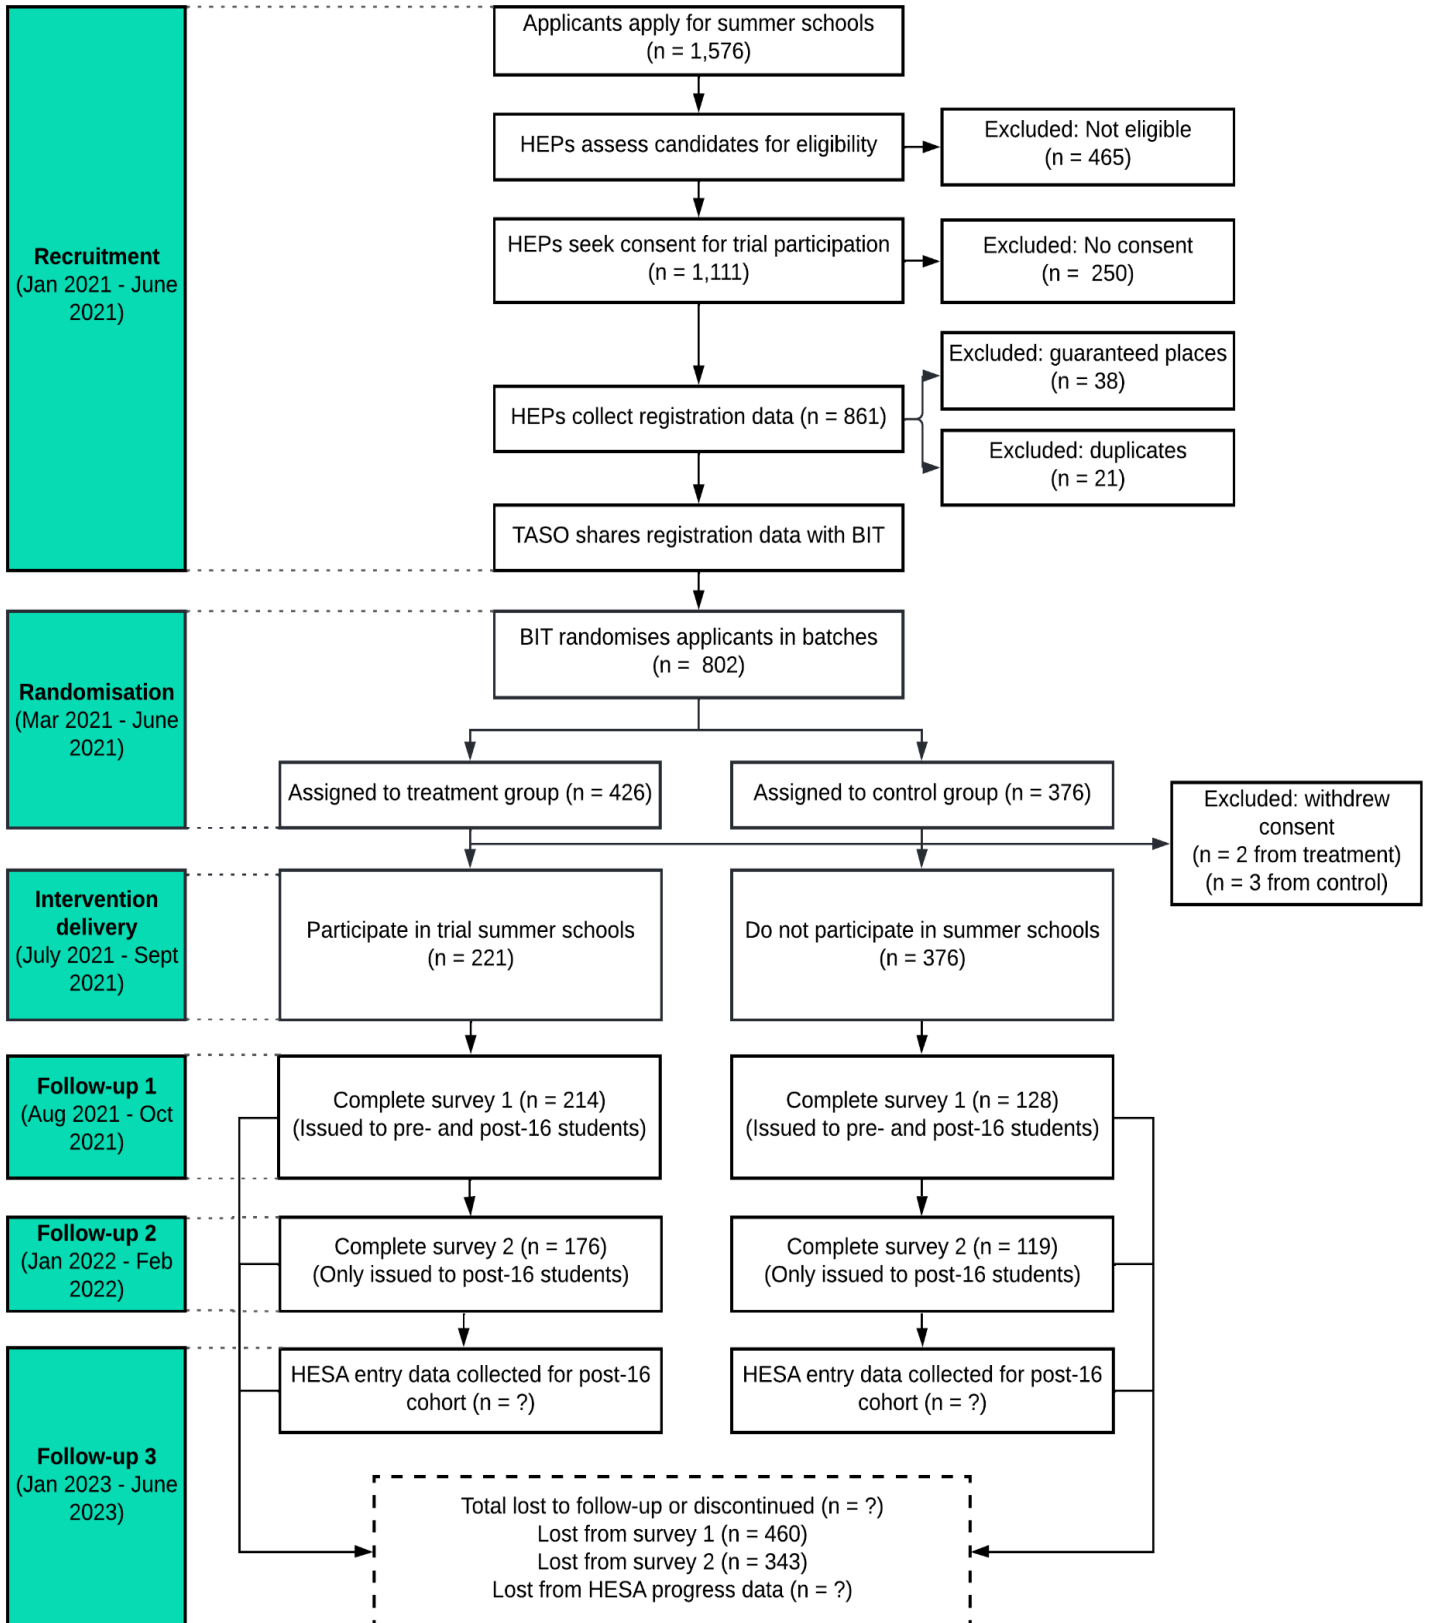 Applicants apply for summer schools
(n = 1,576)
HEPs assess candidates for eligibility
Excluded: Not eligible
(n = 465)
Recruitment
(Jan 2021 - June
2021)
HEPs seek consent for trial participation
(n = 1,111)
Excluded: No consent
(n =  250)
Excluded: guaranteed places
(n = 38)
HEPs collect registration data (n = 861)
Excluded: duplicates
(n = 21)
TASO shares registration data with BIT
Randomisation
(Mar 2021 - June
2021)
BIT randomises applicants in batches
(n =  802)
Assigned to treatment group (n = 426)
Assigned to control group (n = 376)
Excluded: withdrew
consent
(n = 2 from treatment)
(n = 3 from control)
Intervention
delivery
(July 2021 - Sept
2021)
Participate in trial summer schools
(n = 221)
Do not participate in summer schools
(n = 376)
Follow-up 1
(Aug 2021 - Oct
2021)
Complete survey 1 (n = 214)
(Issued to pre- and post-16 students)
Complete survey 1 (n = 128)
(Issued to pre- and post-16 students)
Follow-up 2
(Jan 2022 - Feb
2022)
Complete survey 2 (n = 176)
(Only issued to post-16 students)
Complete survey 2 (n = 119)
(Only issued to post-16 students)
HESA entry data collected for post-16
cohort (n = ?)
HESA entry data collected for post-16
cohort (n = ?)
Follow-up 3
(Jan 2023 - June
2023)
Total lost to follow-up or discontinued (n = ?)
Lost from survey 1 (n = 460)
Lost from survey 2 (n = 343)
Lost from HESA progress data (n = ?)